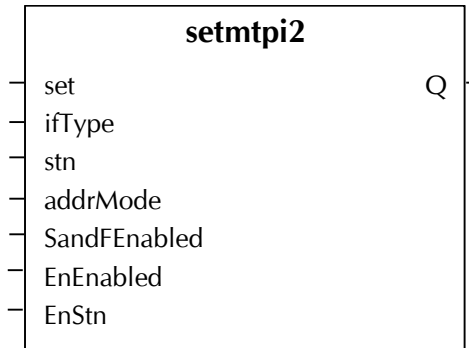 setmtpi2
set Q
ifType
stn
addrMode
SandFEnabled
EnEnabled
EnStn